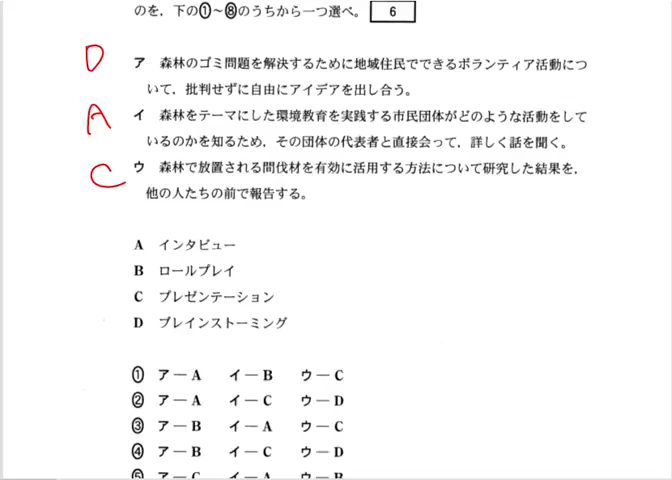 のを，下の①～⑧のうちから一つ選べ。 6
D ア 森林のゴミ問題を解決するために地域住民でできるボランティア活動につ
いて，批判せずに自由にアイデアを出し合う。
A イ 森林をテーマにした環境教育を実践する市民団体がどのような活動をして
いるのかを知るため，その団体の代表者と直接会って，詳しく話を聞く。
C ウ 森林で放置される間伐材を有効に活用する方法について研究した結果を，
他の人たちの前で報告する。
A インタビュー
B ロールプレイ
C プレゼンテーション
D ブレインストーミング
① ア－A イ－B ウ－C
② ア－A イ－C ウ－D
③ ア－B イ－A ウ－C
④ ア－B イ－C ウ－D
⑤ ア－C イ－A ウ－B